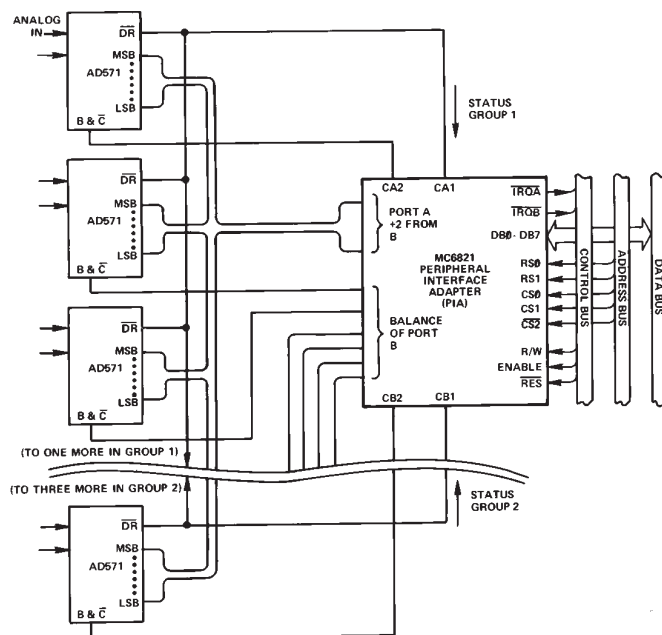 ANALOG
IN
DR
MSB
AD571
LSB
B & C
DR
MSB
AD571
LSB
B & C
DR
MSB
AD571
LSB
B & C
(TO ONE MORE IN GROUP 1)
(TO THREE MORE IN GROUP 2)
DR
MSB
AD571
LSB
B & C
STATUS
GROUP 1
CA2 CA1
PORT A
+2 FROM
B
MC6821
PERIPHERAL
INTERFACE
ADAPTER
(PIA)
BALANCE
OF PORT
B
CB2 CB1
IRQA
IRQB
DB0- DB7
RS0
RS1
CS0
CS1
CS2
R/W
ENABLE
RES
CONTROL BUS
ADDRESS BUS
DATA BUS
STATUS
GROUP 2